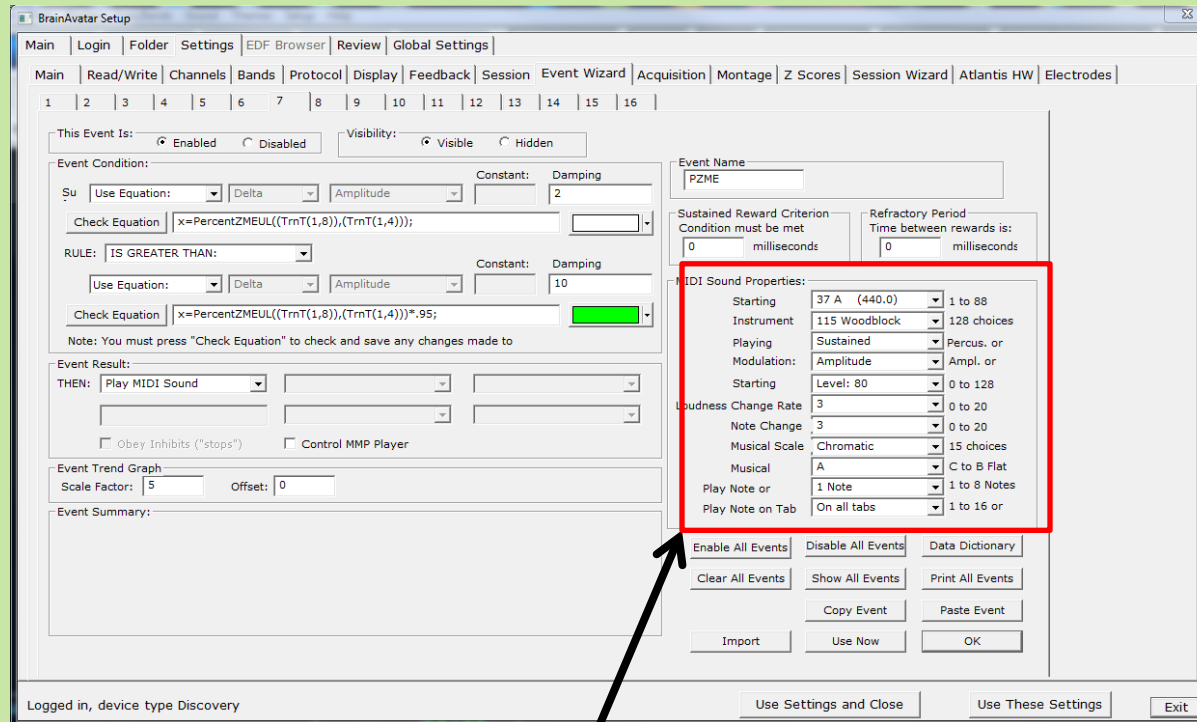 BrainAvatar Setup
Main Login Folder Settings EDF Browser Review Global Settings
Main Read/Write Channels Bands Protocol Display Feedback Session Event Wizard Acquisition Montage Z Scores Session Wizard Atlantis HW Electrodes
1 2 3 4 5 6 7 8 9 10 11 12 13 14 15 16
This Event Is: Enabled Disabled
Visibility: Visible Hidden
Event Condition:
Constant: Damping
Su Use Equation: Delta Amplitude 2
Check Equation x=PercentZMEUL((TrnT(1,8)),(TrnT(1,4)));
RULE: IS GREATER THAN:
Constant: Damping
Use Equation: Delta Amplitude 10
Check Equation x=PercentZMEUL((TrnT(1,8)),(TrnT(1,4)))*.95;
Note: You must press "Check Equation" to check and save any changes made to
Event Result:
THEN: Play MIDI Sound
Obey Inhibits ("stops") Control MMP Player
Event Trend Graph
Scale Factor: 5 Offset: 0
Event Summary:
Event Name
PZME
Sustained Reward Criterion
Condition must be met
0 milliseconds
Refractory Period
Time between rewards is:
0 milliseconds
MIDI Sound Properties:
Starting 37 A (440.0) 1 to 88
Instrument 115 Woodblock 128 choices
Playing Sustained Percus. or
Modulation: Amplitude Ampl. or
Starting Level: 80 0 to 128
Loudness Change Rate 3 0 to 20
Note Change 3 0 to 20
Musical Scale Chromatic 15 choices
Musical A C to B Flat
Play Note or 1 Note 1 to 8 Notes
Play Note on Tab On all tabs 1 to 16 or
Enable All Events Disable All Events Data Dictionary
Clear All Events Show All Events Print All Events
Copy Event Paste Event
Import Use Now OK
Logged in, device type Discovery
Use Settings and Close Use These Settings Exit